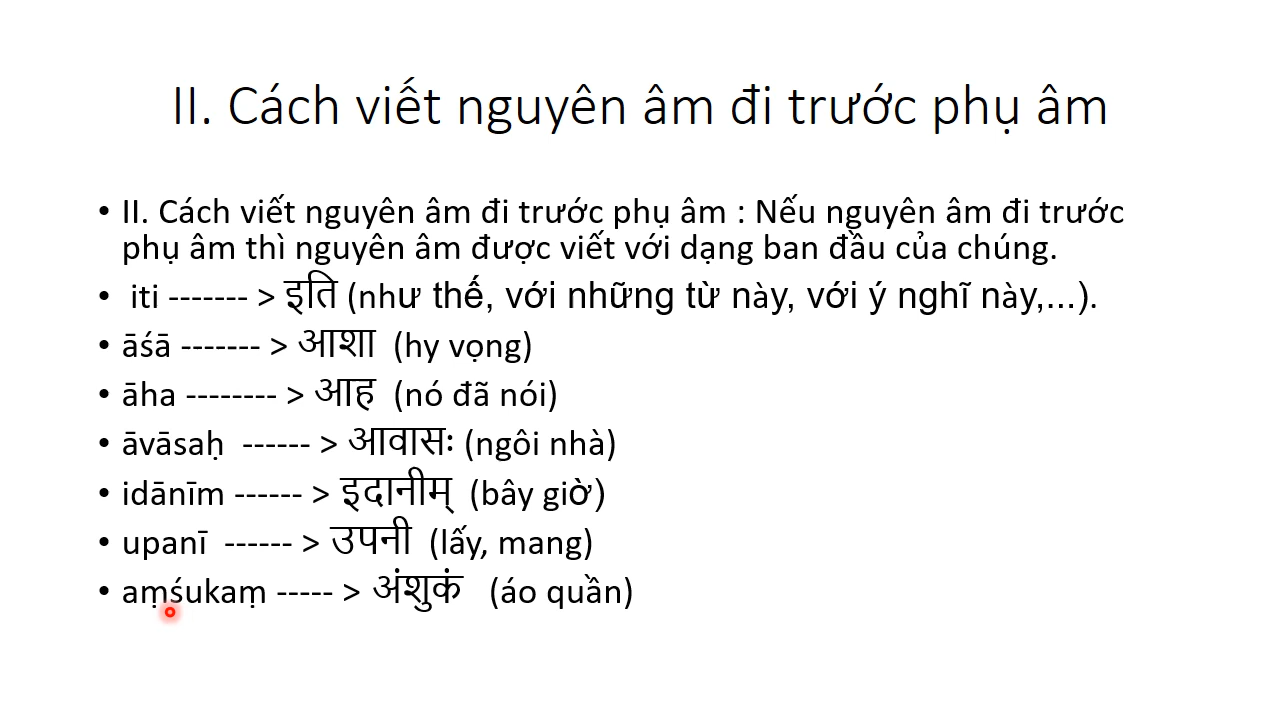 II. Cách viết nguyên âm đi trước phụ âm
• II. Cách viết nguyên âm đi trước phụ âm : Nếu nguyên âm đi trước
phụ âm thì nguyên âm được viết với dạng ban đầu của chúng.
• iti ------- > इति (như thế, với những từ này, với ý nghĩ này,...).
• āśā ------- > आशा (hy vọng)
• āha -------- > आह (nó đã nói)
• āvāsaḥ ------ > आवासः (ngôi nhà)
• idānīm ------ > इदानीम् (bây giờ)
• upanī ------ > उपनी (lấy, mang)
• aṃśukaṃ ----- > अंशुकं (áo quần)